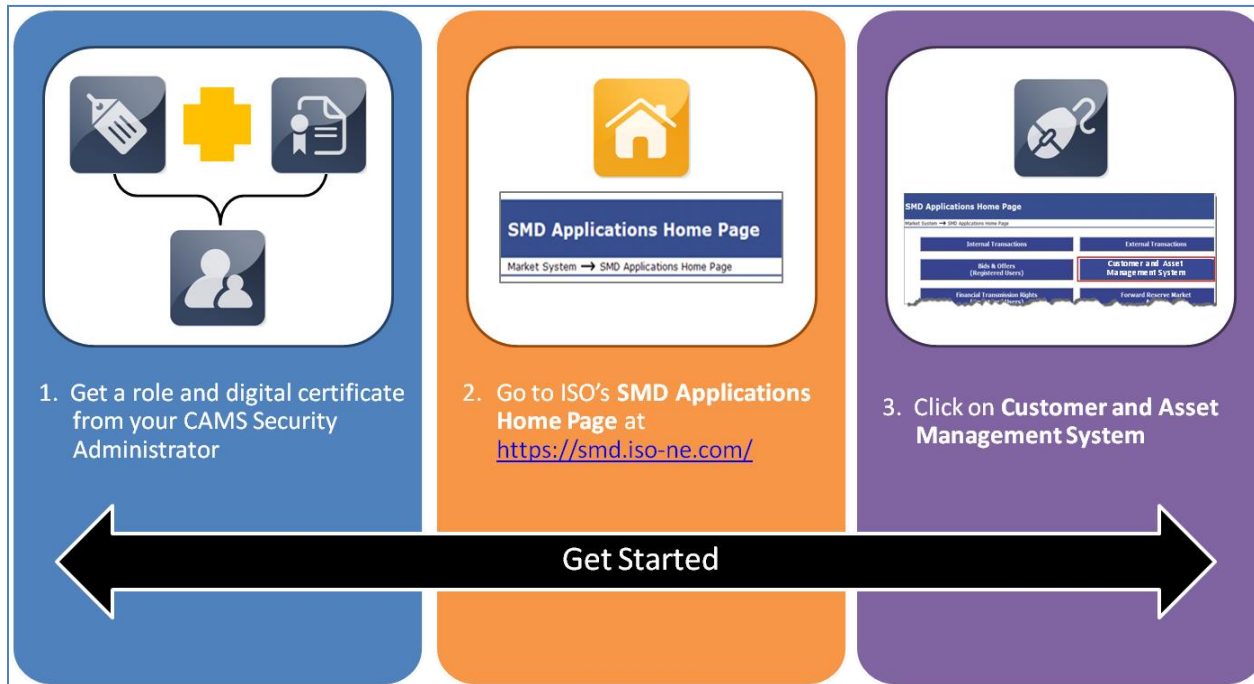 SMD Applications Home Page
Market System → SMD Applications Home Page
SMD Applications Home Page
Market System → SMD Applications Home Page
Internal Transactions
External Transactions
Bids & Offers
(Registered Users)
Customer and Asset
Management System
Financial Transmission Rights
Forward Reserve Market
1. Get a role and digital certificate
from your CAMS Security
Administrator
2. Go to ISO's SMD Applications
Home Page at
https://smd.iso-ne.com/
3. Click on Customer and Asset
Management System
Get Started